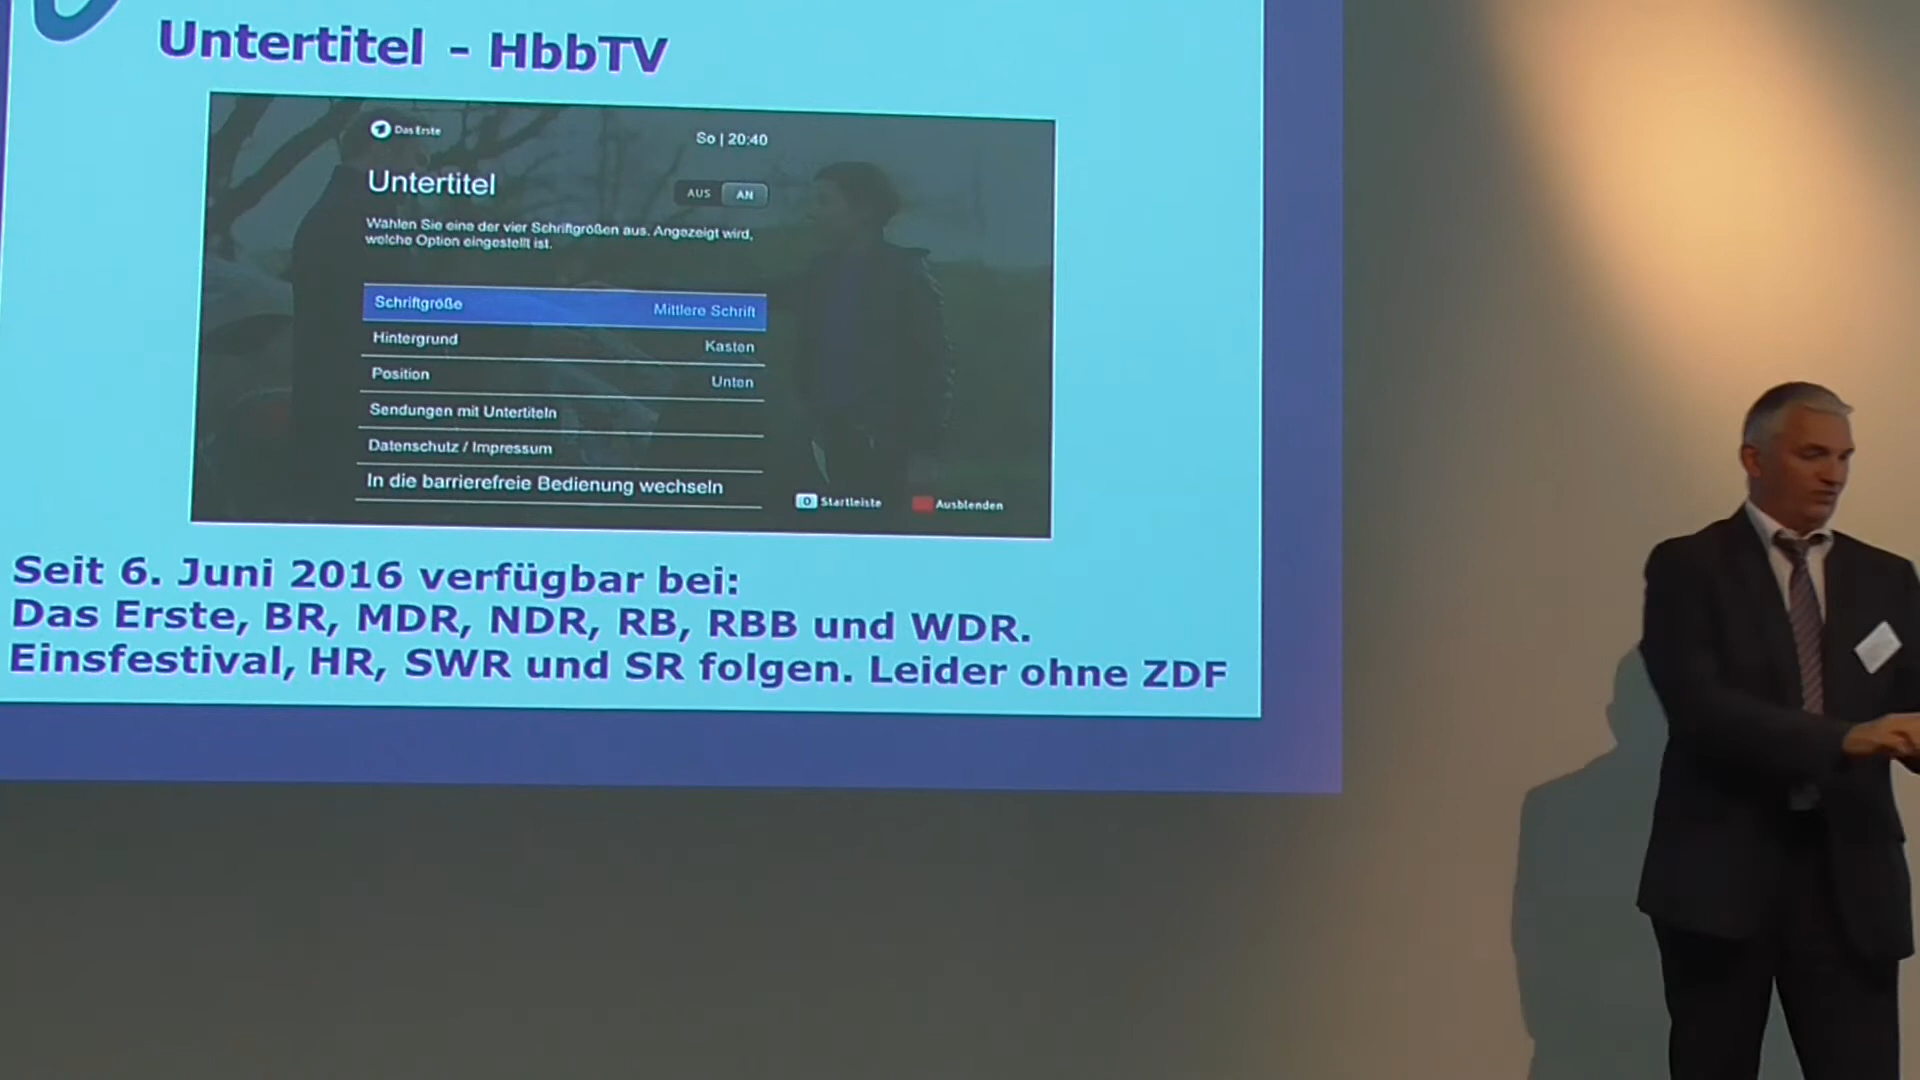 Untertitel - HbbTV
Das Erste
So | 20:40
Untertitel
AUS AN
Wählen Sie eine der vier Schriftgrößen aus. Angezeigt wird,
welche Option eingestellt ist.
Schriftgröße Mittlere Schrift
Hintergrund Kasten
Position Unten
Sendungen mit Untertiteln
Datenschutz / Impressum
In die barrierefreie Bedienung wechseln
0 Startleiste Ausblenden
Seit 6. Juni 2016 verfügbar bei:
Das Erste, BR, MDR, NDR, RB, RBB und WDR.
Einsfestival, HR, SWR und SR folgen. Leider ohne ZDF